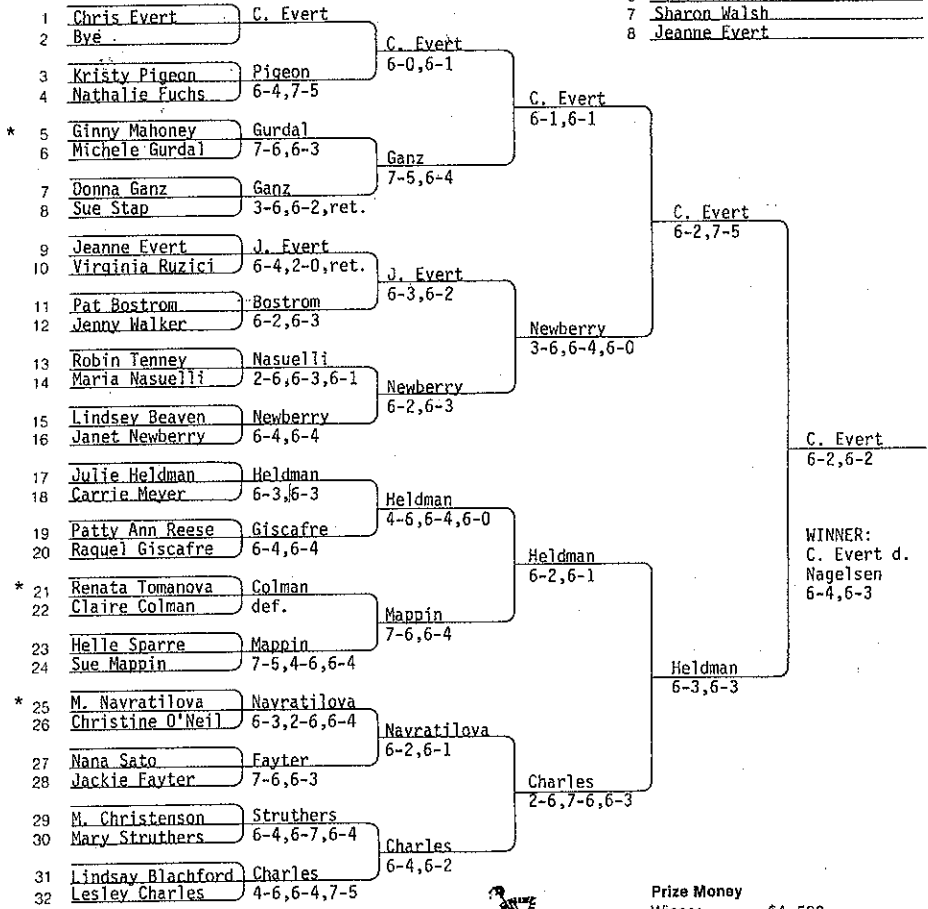 7 Sharon Walsh
8 Jeanne Evert
1 Chris Evert
2 Bye
C. Evert
3 Kristy Pigeon
4 Nathalie Fuchs
Pigeon
6-4,7-5
C. Evert
6-0,6-1
* 5 Ginny Mahoney
6 Michele Gurdal
Gurdal
7-6,6-3
7 Donna Ganz
8 Sue Stap
Ganz
3-6,6-2,ret.
Ganz
7-5,6-4
C. Evert
6-1,6-1
9 Jeanne Evert
10 Virginia Ruzici
J. Evert
6-4,2-0,ret.
11 Pat Bostrom
12 Jenny Walker
Bostrom
6-2,6-3
J. Evert
6-3,6-2
13 Robin Tenney
14 Maria Nasuelli
Nasuelli
2-6,6-3,6-1
15 Lindsey Beaven
16 Janet Newberry
Newberry
6-4,6-4
Newberry
6-2,6-3
Newberry
3-6,6-4,6-0
C. Evert
6-2,7-5
17 Julie Heldman
18 Carrie Meyer
Heldman
6-3,6-3
19 Patty Ann Reese
20 Raquel Giscafre
Giscafre
6-4,6-4
Heldman
4-6,6-4,6-0
* 21 Renata Tomanova
22 Claire Colman
Colman
def.
23 Helle Sparre
24 Sue Mappin
Mappin
7-5,4-6,6-4
Mappin
7-6,6-4
Heldman
6-2,6-1
* 25 M. Navratilova
26 Christine O'Neil
Navratilova
6-3,2-6,6-4
27 Nana Sato
28 Jackie Fayter
Fayter
7-6,6-3
Navratilova
6-2,6-1
29 M. Christenson
30 Mary Struthers
Struthers
6-4,6-7,6-4
31 Lindsay Blachford
32 Lesley Charles
Charles
4-6,6-4,7-5
Charles
6-4,6-2
Charles
2-6,7-6,6-3
Heldman
6-3,6-3
C. Evert
6-2,6-2
WINNER:
C. Evert d.
Nagelsen
6-4,6-3
Prize Money